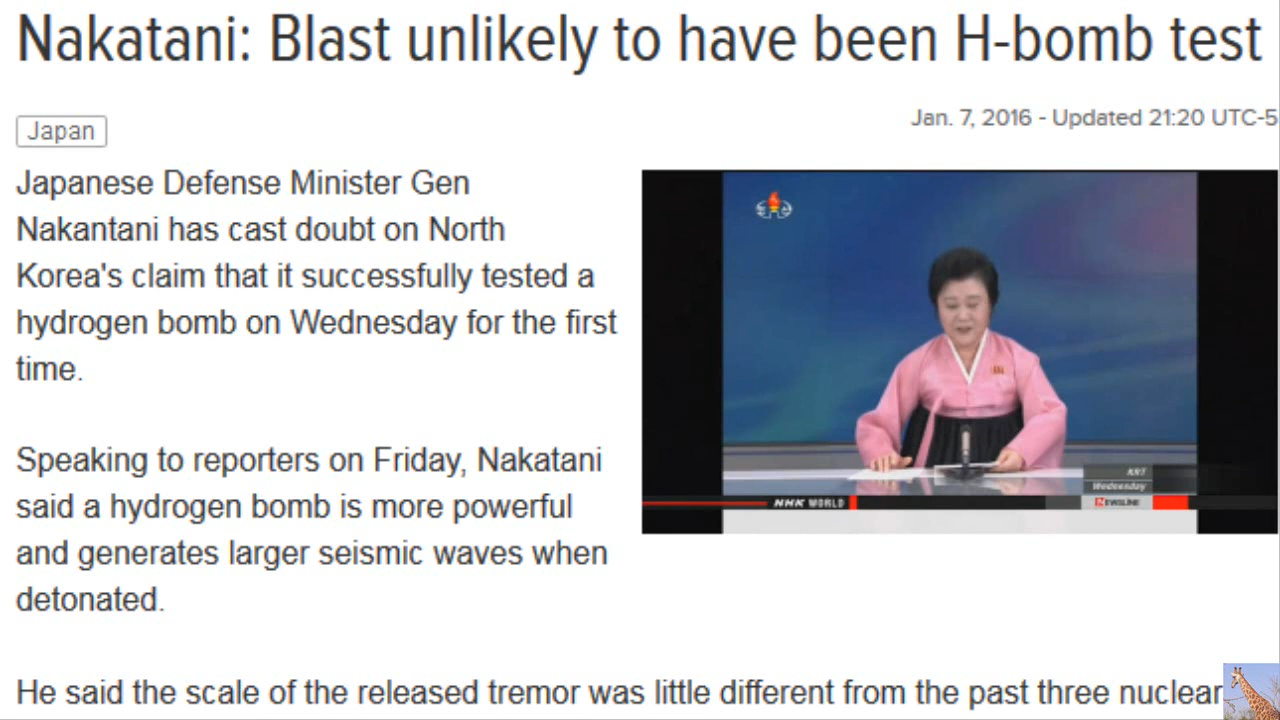 Nakatani: Blast unlikely to have been H-bomb test
Jan. 7, 2016 - Updated 21:20 UTC-5
Japan
Japanese Defense Minister Gen
Nakantani has cast doubt on North
Korea's claim that it successfully tested a
hydrogen bomb on Wednesday for the first
time.
Speaking to reporters on Friday, Nakatani
said a hydrogen bomb is more powerful
and generates larger seismic waves when
detonated.
KRT
Wednesday
NHK WORLD
NEWSLINE
He said the scale of the released tremor was little different from the past three nuclear